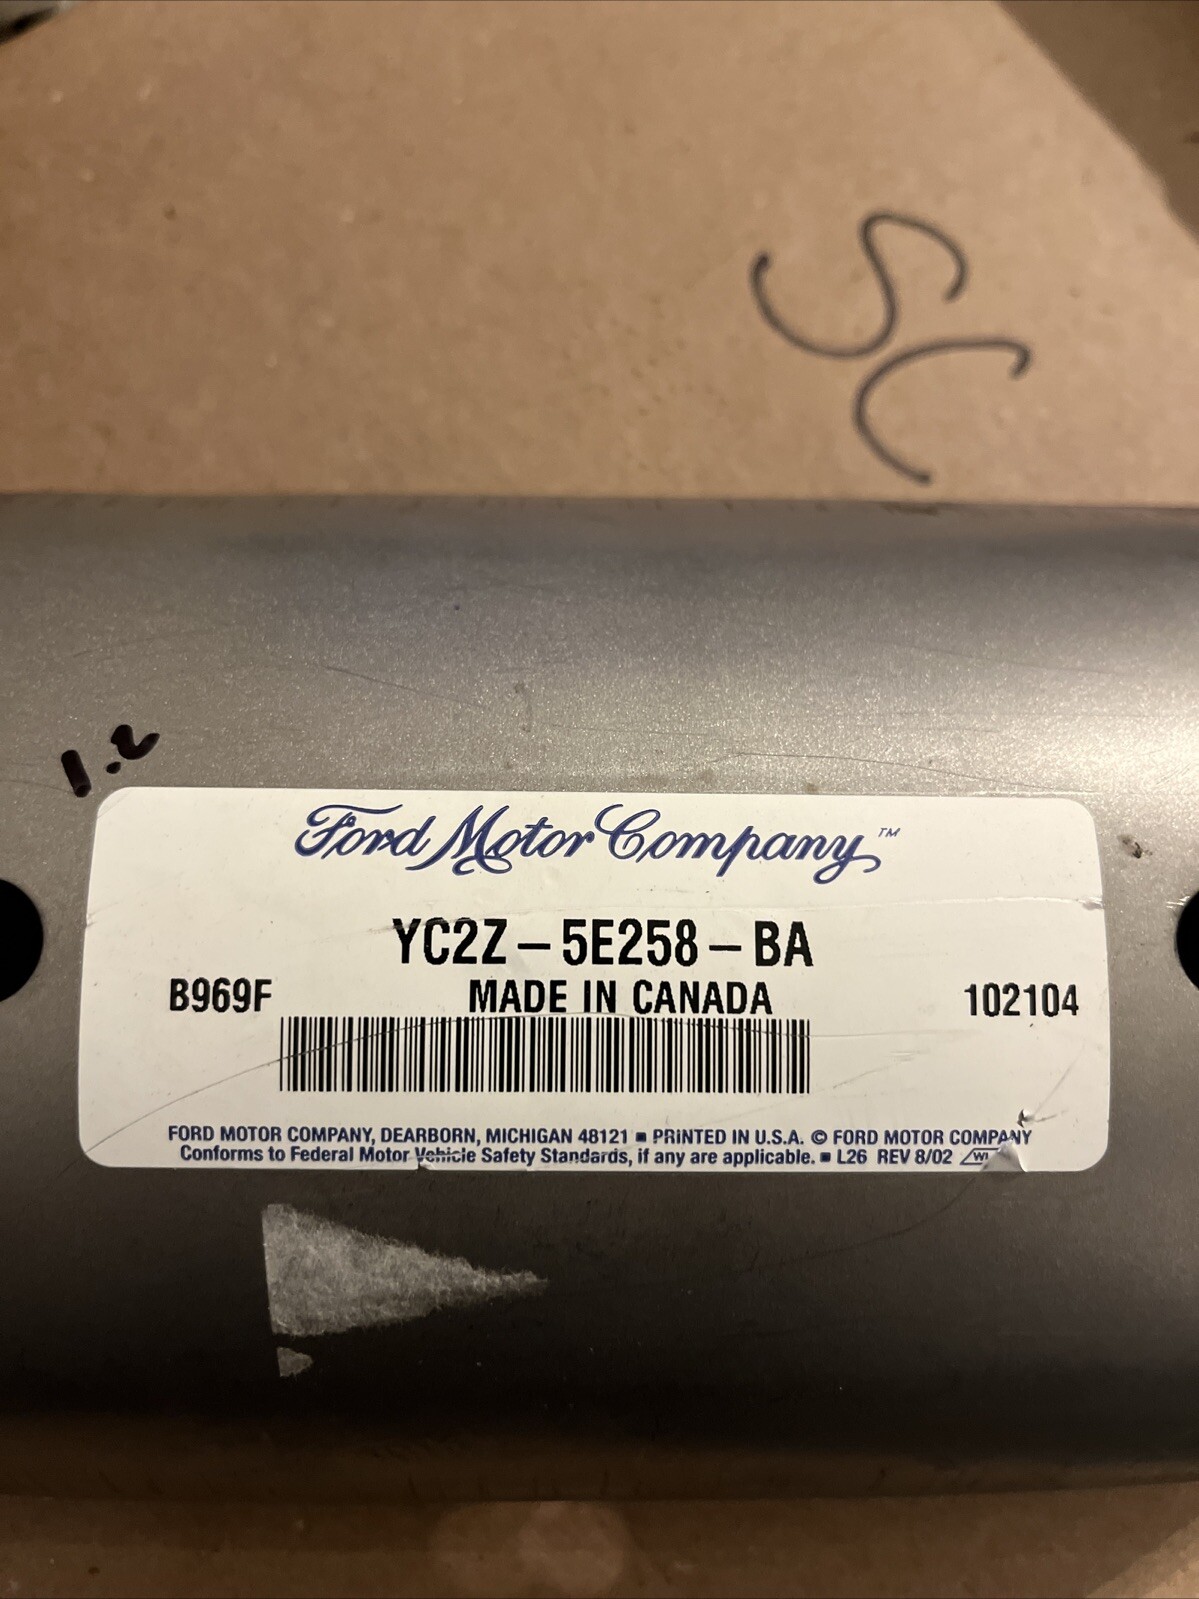 SC
1.2
Ford Motor Company™
YC2Z – 5E258 – BA
B969F MADE IN CANADA 102104
FORD MOTOR COMPANY, DEARBORN, MICHIGAN 48121 ■ PRINTED IN U.S.A. © FORD MOTOR COMPANY
Conforms to Federal Motor Vehicle Safety Standards, if any are applicable. ■ L26 REV 8/02